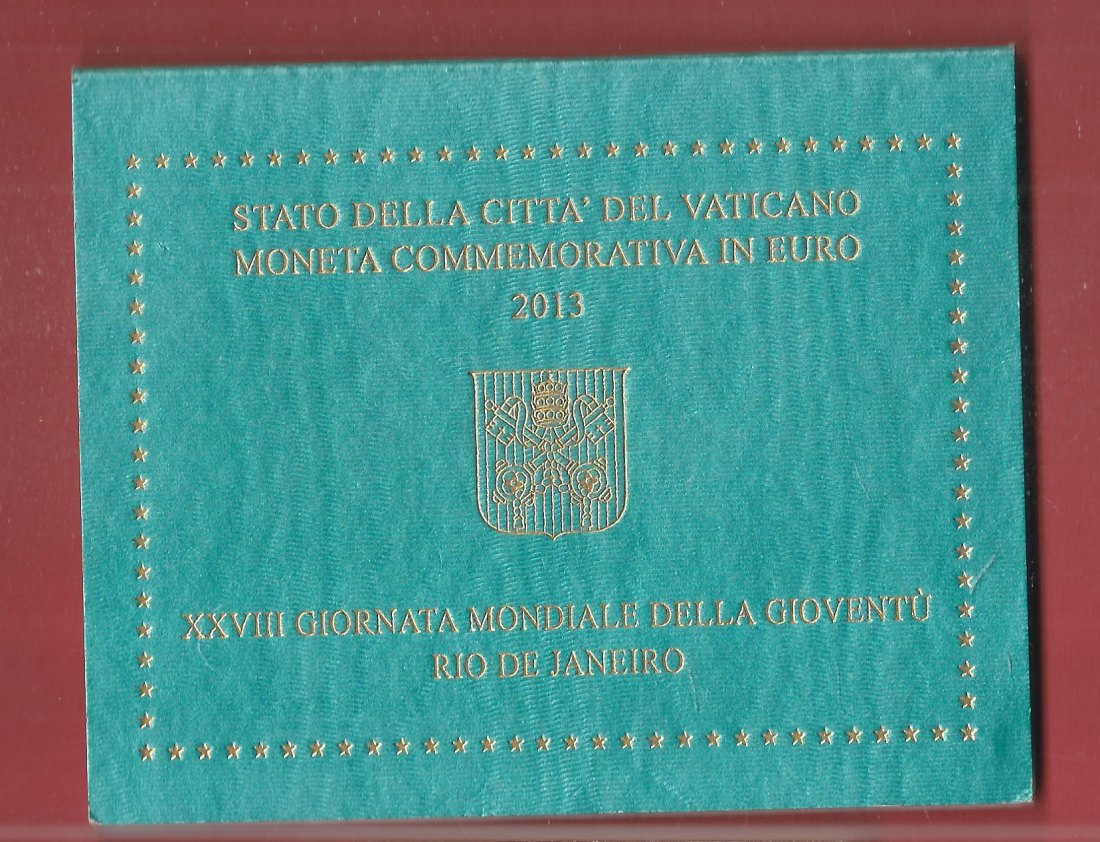 STATO DELLA CITTA' DEL VATICANO
MONETA COMMEMORATIVA IN EURO
2013
XXVIII GIORNATA MONDIALE DELLA GIOVENTÙ
RIO DE JANEIRO